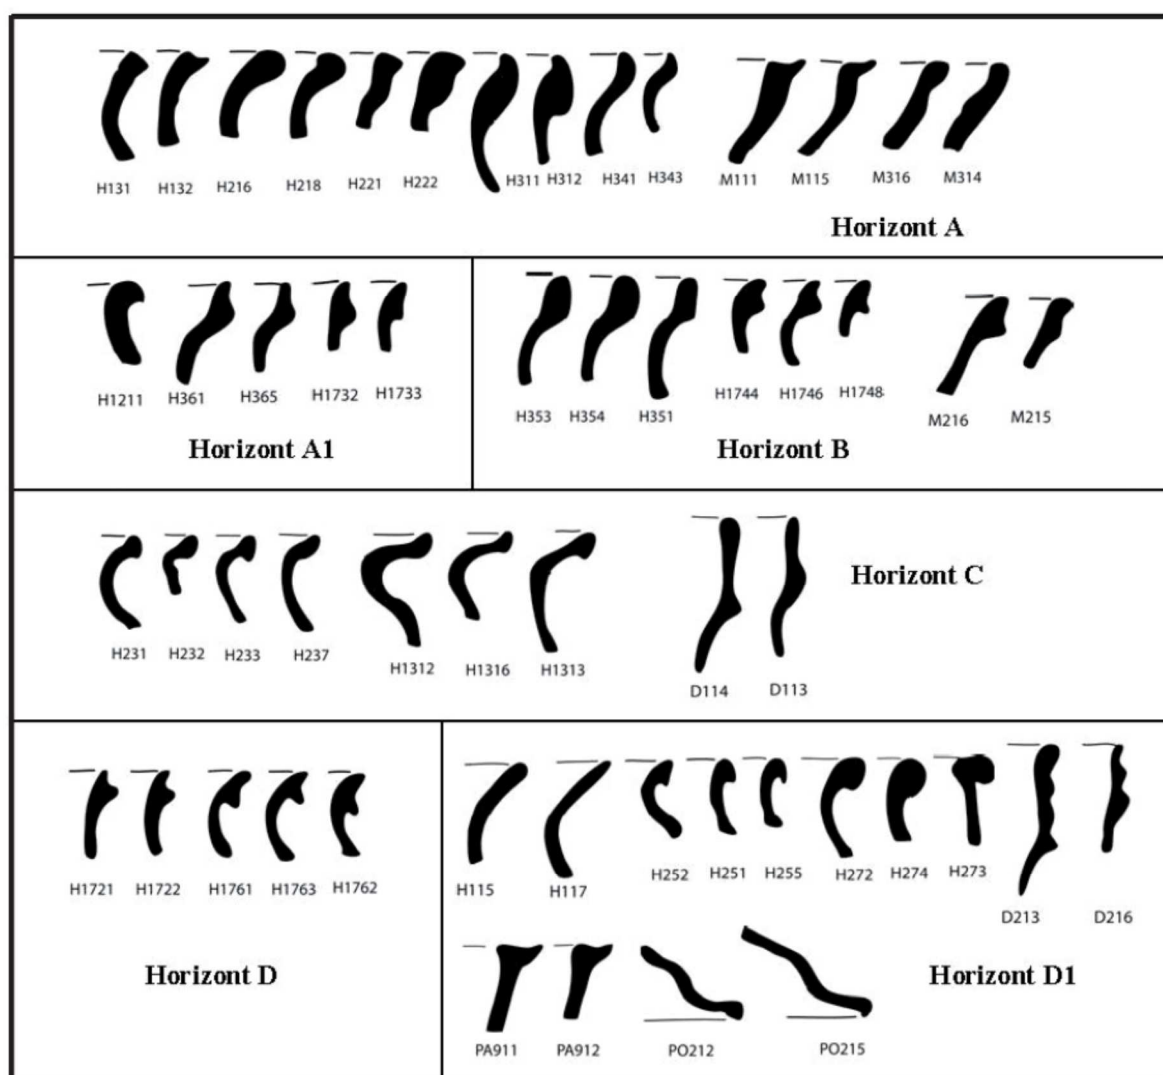 H131 H132 H216 H218 H221 H222 H311 H312 H341 H343 M111 M115 M316 M314
Horizont A
H1211 H361 H365 H1732 H1733
Horizont A1
H353 H354 H351 H1744 H1746 H1748 M216 M215
Horizont B
H231 H232 H233 H237 H1312 H1316 H1313 D114 D113
Horizont C
H1721 H1722 H1761 H1763 H1762
Horizont D
H115 H117 H252 H251 H255 H272 H274 H273 D213 D216
Horizont D1
PA911 PA912 PO212 PO215